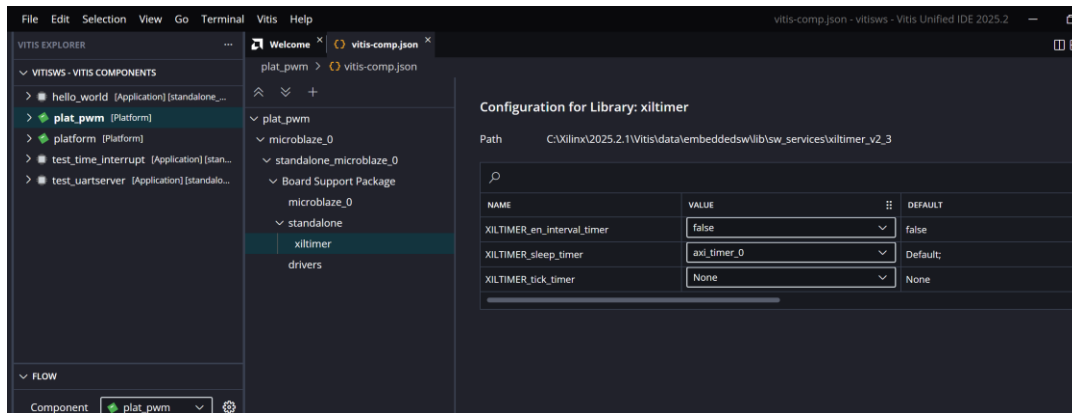 File Edit Selection View Go Terminal Vitis Help
vitis-comp.json - vitisws - Vitis Unified IDE 2025.2
VITIS EXPLORER ...
VITISWS - VITIS COMPONENTS
hello_world [Application] [standalone_...
plat_pwm [Platform]
platform [Platform]
test_time_interrupt [Application] [stan...
test_uartserver [Application] [standalo...
FLOW
Component plat_pwm
Welcome × {} vitis-comp.json ×
plat_pwm > {} vitis-comp.json
plat_pwm
microblaze_0
standalone_microblaze_0
Board Support Package
microblaze_0
standalone
xiltimer
drivers
Configuration for Library: xiltimer
Path C:\Xilinx\2025.2.1\Vitis\data\embeddedsw\lib\sw_services\xiltimer_v2_3
NAME VALUE DEFAULT
XILTIMER_en_interval_timer false false
XILTIMER_sleep_timer axi_timer_0 Default;
XILTIMER_tick_timer None None